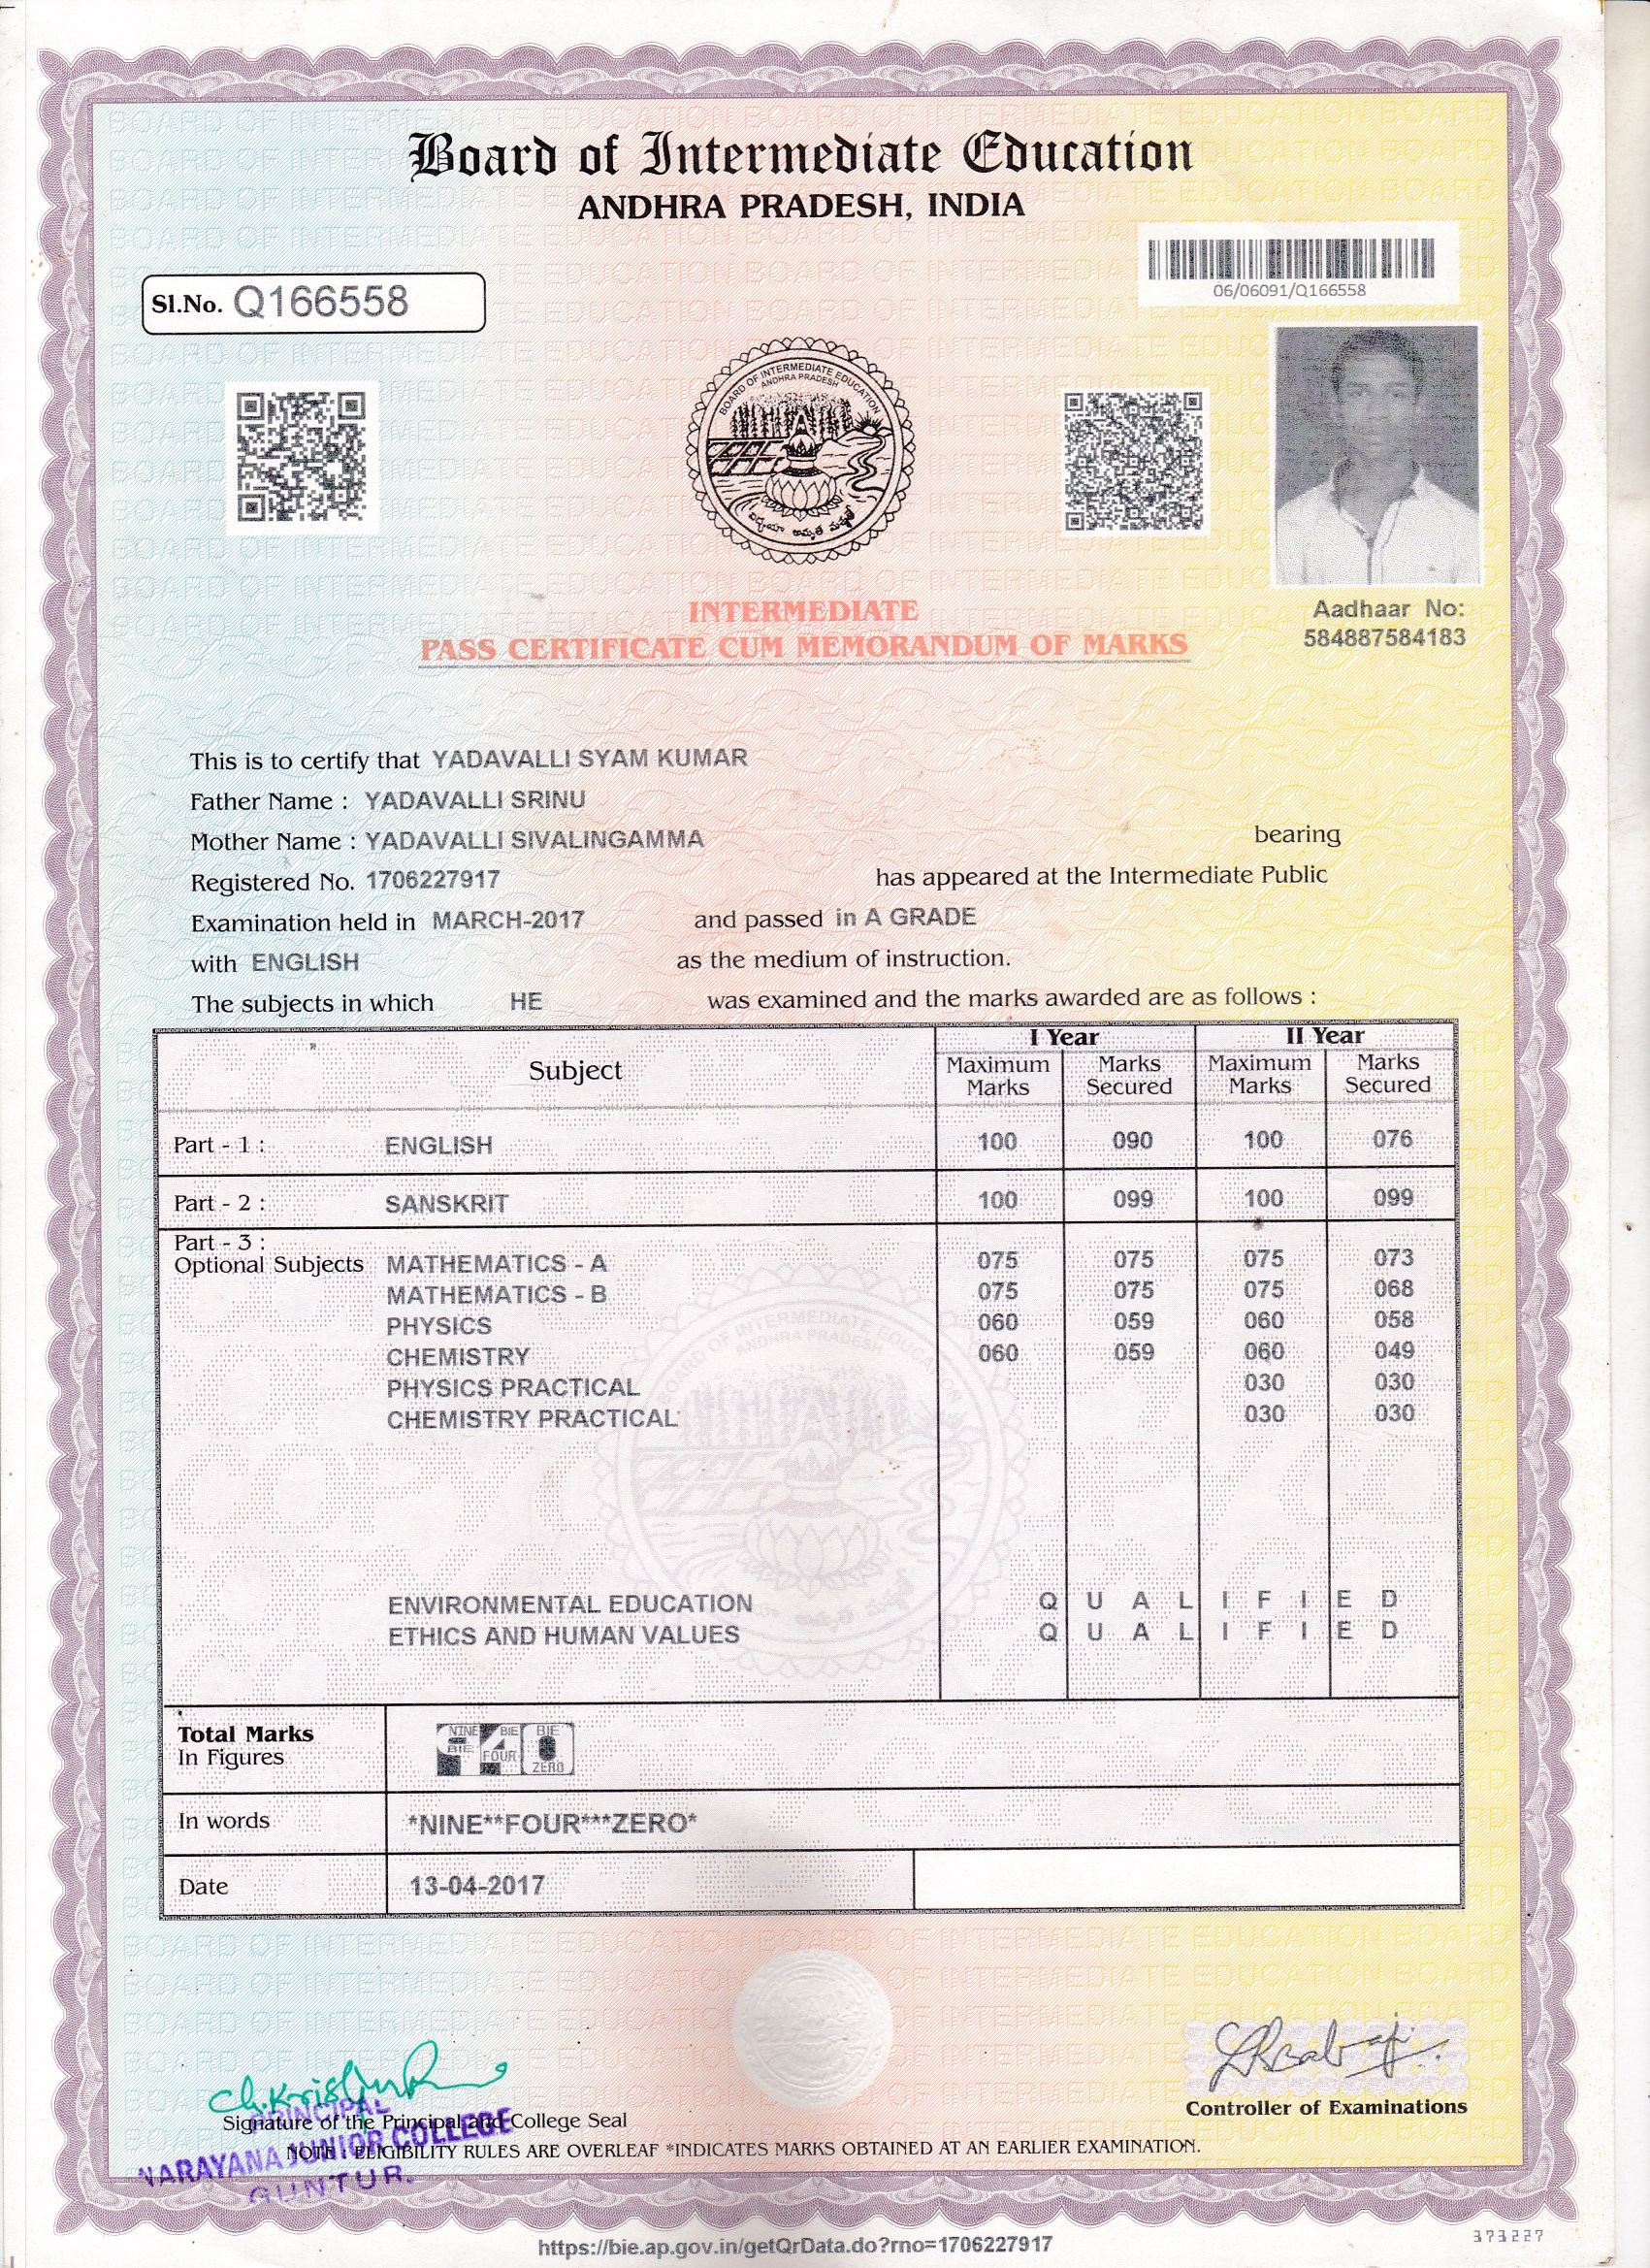 Board of Intermediate Education
ANDHRA PRADESH, INDIA
06/06091/Q166558
Sl.No. Q166558
BOARD OF INTERMEDIATE EDUCATION
ANDHRA PRADESH
Aadhaar No:
584887584183
INTERMEDIATE
PASS CERTIFICATE CUM MEMORANDUM OF MARKS
This is to certify that YADAVALLI SYAM KUMAR
Father Name : YADAVALLI SRINU
Mother Name : YADAVALLI SIVALINGAMMA bearing
Registered No. 1706227917 has appeared at the Intermediate Public
Examination held in MARCH-2017 and passed in A GRADE
with ENGLISH as the medium of instruction.
The subjects in which HE was examined and the marks awarded are as follows :
Subject I Year II Year
Maximum Marks Marks Secured Maximum Marks Marks Secured
Part - 1 : ENGLISH 100 090 100 076
Part - 2 : SANSKRIT 100 099 100 099
Part - 3 :
Optional Subjects MATHEMATICS - A 075 075 075 073
MATHEMATICS - B 075 075 075 068
PHYSICS 060 059 060 058
CHEMISTRY 060 059 060 049
PHYSICS PRACTICAL 030 030
CHEMISTRY PRACTICAL 030 030
ENVIRONMENTAL EDUCATION Q U A L I F I E D
ETHICS AND HUMAN VALUES Q U A L I F I E D
Total Marks
In Figures
NINE BIE BIE
BIE FOUR ZERO
9 4 0
In words *NINE**FOUR***ZERO*
Date 13-04-2017
Signature of the Principal and College Seal
Controller of Examinations
PRINCIPAL
NARAYANA JUNIOR COLLEGE
GUNTUR.
NOTE : ELIGIBILITY RULES ARE OVERLEAF *INDICATES MARKS OBTAINED AT AN EARLIER EXAMINATION.
https://bie.ap.gov.in/getQrData.do?rno=1706227917
373227